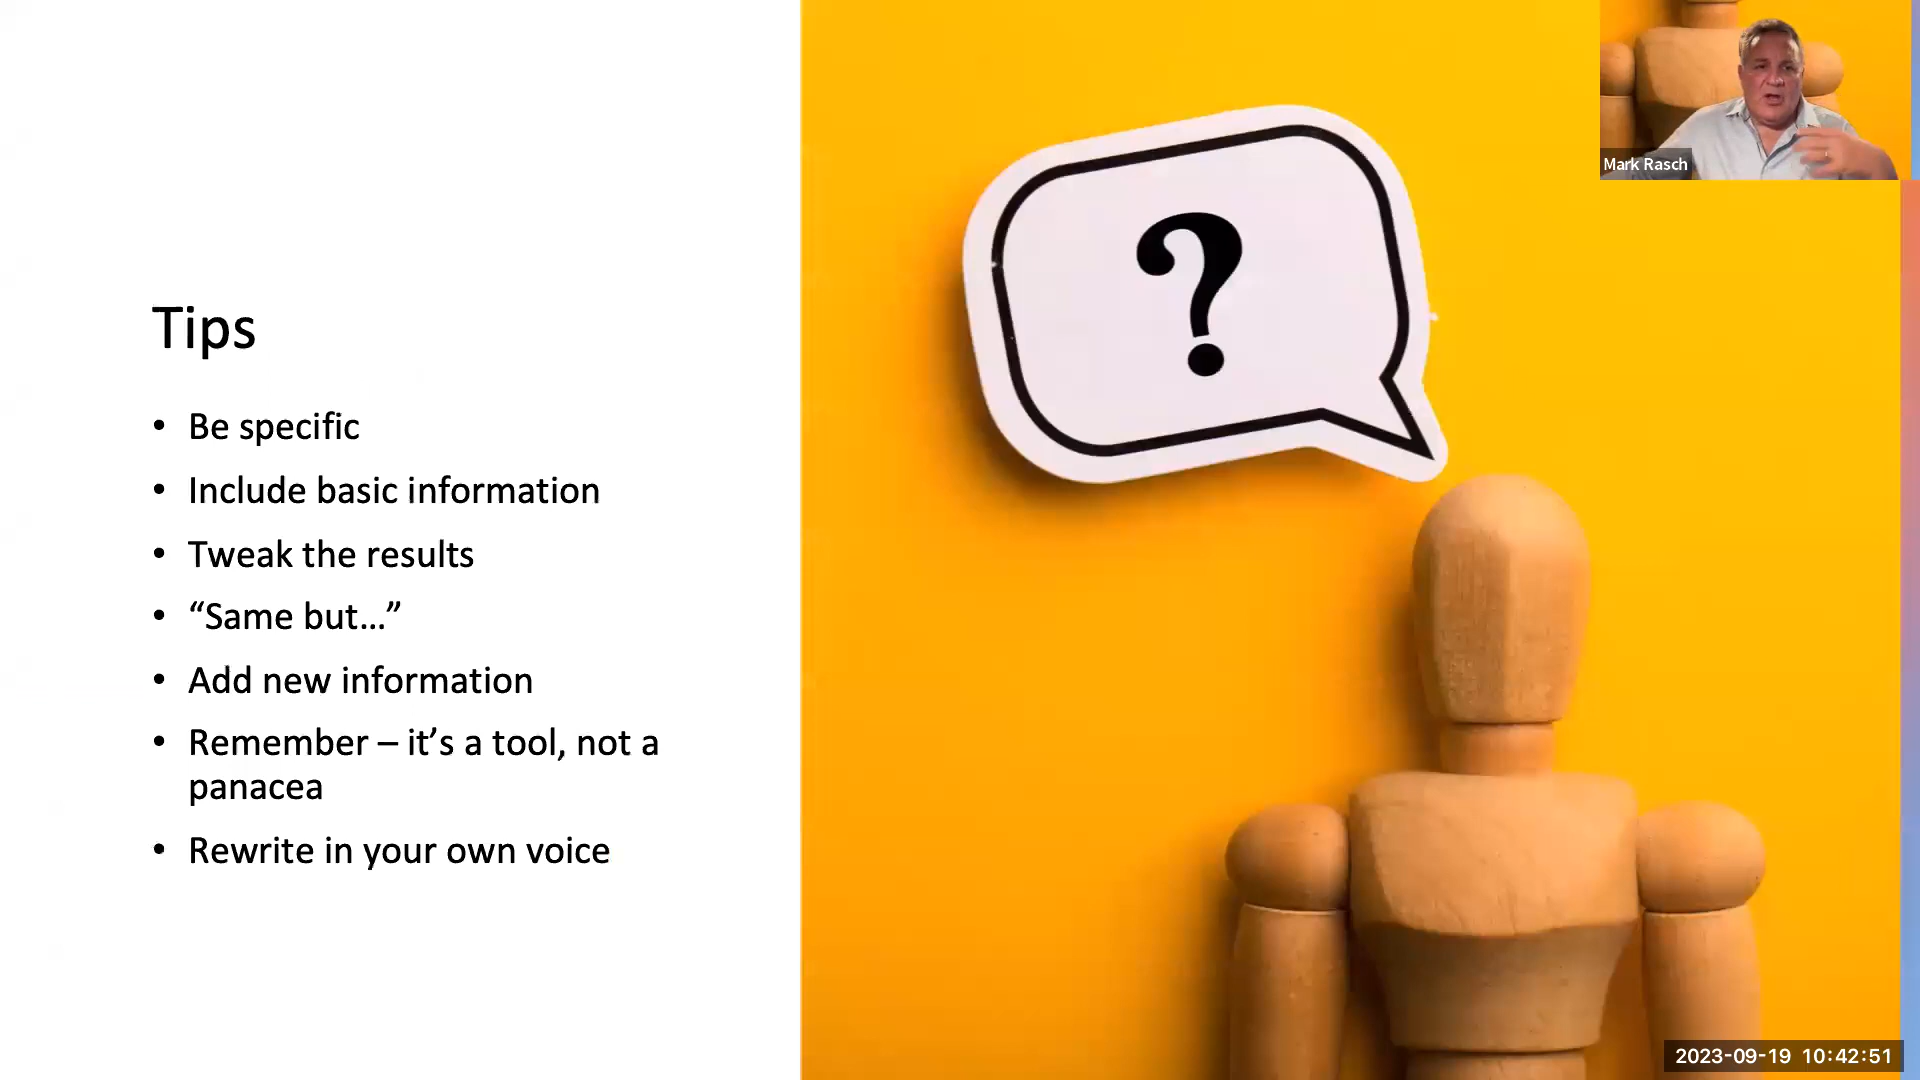 Mark Rasch
?
Tips
• Be specific
• Include basic information
• Tweak the results
• “Same but...”
• Add new information
• Remember – it’s a tool, not a
panacea
• Rewrite in your own voice
2023-09-19 10:42:51